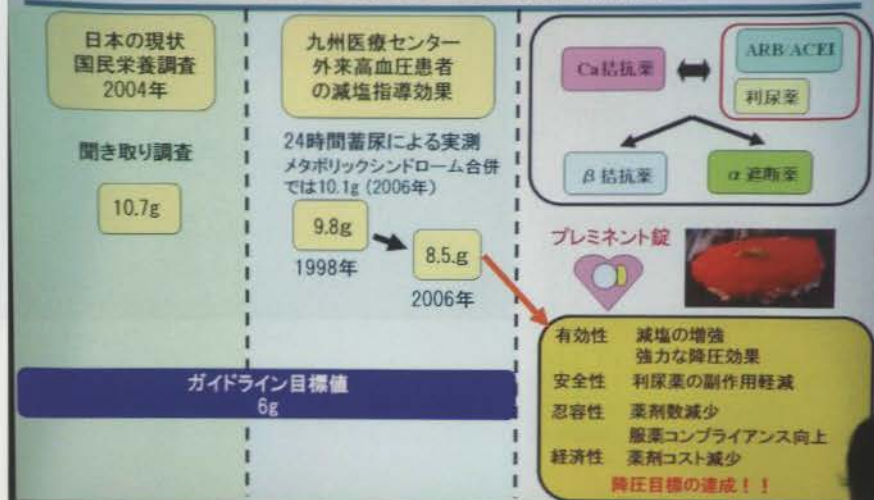 日本の現状
国民栄養調査
2004年
聞き取り調査
10.7g
九州医療センター
外来高血圧患者
の減塩指導効果
24時間蓄尿による実測
メタボリックシンドローム合併
では10.1g (2006年)
9.8g
1998年
8.5.g
2006年
ガイドライン目標値
6g
Ca拮抗薬
ARB/ACEI
利尿薬
β拮抗薬
α遮断薬
プレミネント錠
有効性 減塩の増強
強力な降圧効果
安全性 利尿薬の副作用軽減
忍容性 薬剤数減少
服薬コンプライアンス向上
経済性 薬剤コスト減少
降圧目標の達成!!